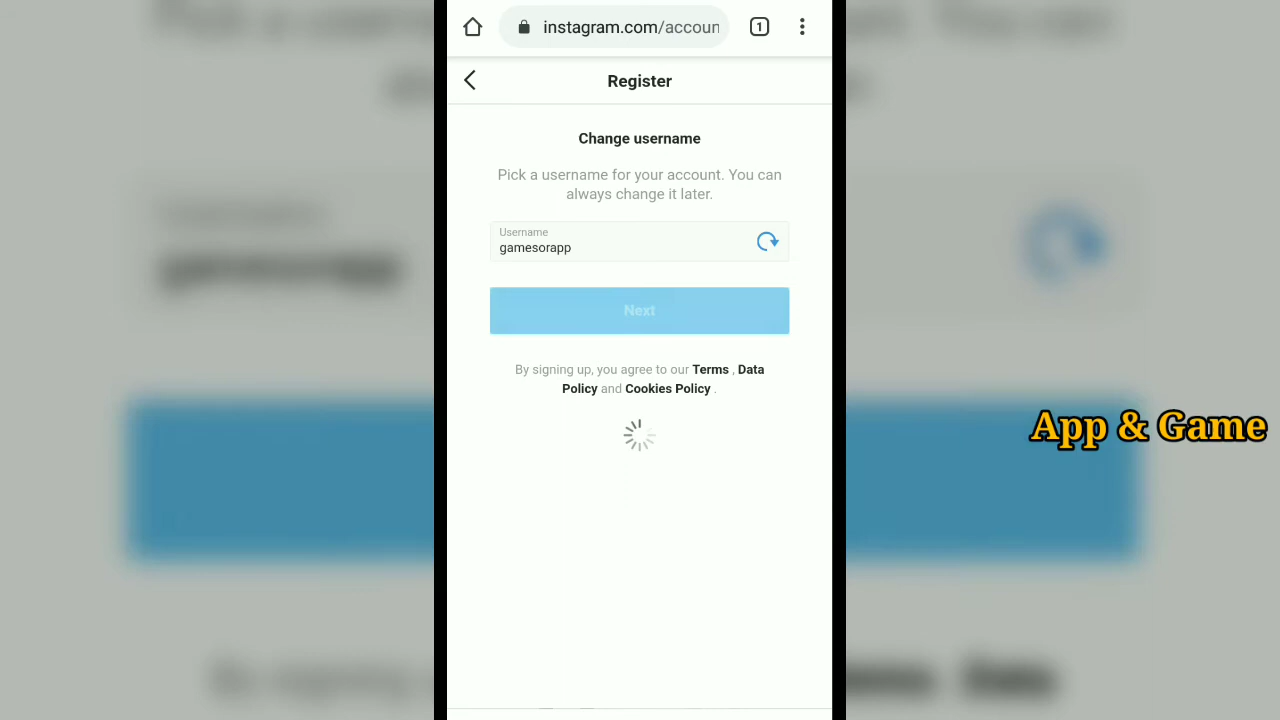 instagram.com/accoun
1
Register
Change username
Pick a username for your account. You can
always change it later.
Username
gamesorapp
Next
By signing up, you agree to our Terms , Data
Policy and Cookies Policy .
App & Game